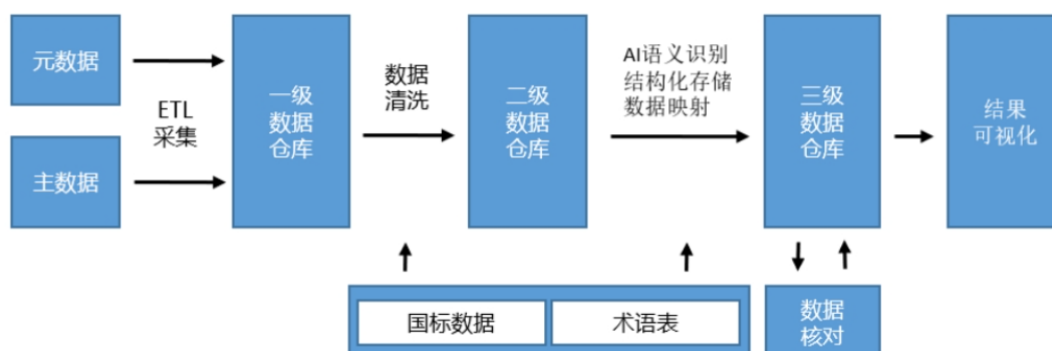 元数据
主数据
ETL
采集
一级
数据
仓库
数据
清洗
二级
数据
仓库
AI语义识别
结构化存储
数据映射
三级
数据
仓库
结果
可视化
国标数据
术语表
数据
核对